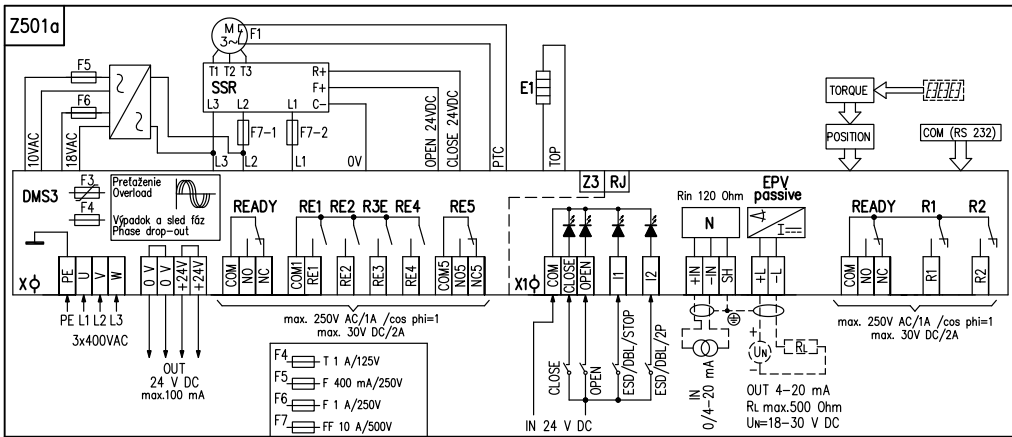 Z501a
M
3~
F1
F5
F6
T1 T2 T3
SSR
R+
F+
C-
L3 L2 L1
F7-1
F7-2
E1
TORQUE
POSITION
COM (RS 232)
10VAC
18VAC
L3
L2
L1
0V
OPEN 24VDC
CLOSE 24VDC
PTC
TOP
DMS3
F3
F4
Preťaženie
Overload
Výpadok a sled fáz
Phase drop-out
READY
RE1 RE2 R3E RE4
RE5
Z3 RJ
Rin 120 Ohm
N
EPV
passive
I
READY
R1
R2
X
PE
U
V
W
0 V
0 V
+24V
+24V
COM
NO
NC
COM1
RE1
RE2
RE3
RE4
COM5
NO5
NC5
X1
COM
CLOSE
OPEN
I1
I2
+IN
-IN
SH
+L
-L
COM
NO
NC
R1
R2
PE L1 L2 L3
3x400VAC
OUT
24 V DC
max.100 mA
max. 250V AC/1A /cos phi=1
max. 30V DC/2A
F4 T 1 A/125V
F5 F 400 mA/250V
F6 F 1 A/250V
F7 FF 10 A/500V
CLOSE
OPEN
ESD/DBL/STOP
ESD/DBL/2P
IN 24 V DC
IN
0/4-20 mA
+
UN
-
RL
OUT 4-20 mA
RL max.500 Ohm
UN=18-30 V DC
max. 250V AC/1A /cos phi=1
max. 30V DC/2A